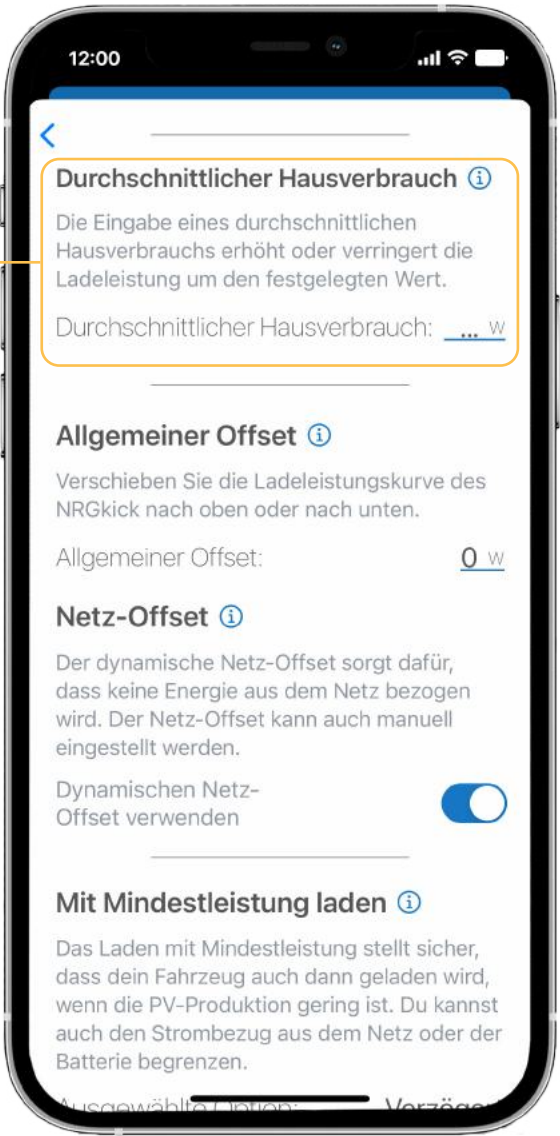 12:00
Durchschnittlicher Hausverbrauch
Die Eingabe eines durchschnittlichen
Hausverbrauchs erhöht oder verringert die
Ladeleistung um den festgelegten Wert.
Durchschnittlicher Hausverbrauch: ... W
Allgemeiner Offset
Verschieben Sie die Ladeleistungskurve des
NRGkick nach oben oder nach unten.
Allgemeiner Offset: 0 W
Netz-Offset
Der dynamische Netz-Offset sorgt dafür,
dass keine Energie aus dem Netz bezogen
wird. Der Netz-Offset kann auch manuell
eingestellt werden.
Dynamischen Netz-
Offset verwenden
Mit Mindestleistung laden
Das Laden mit Mindestleistung stellt sicher,
dass dein Fahrzeug auch dann geladen wird,
wenn die PV-Produktion gering ist. Du kannst
auch den Strombezug aus dem Netz oder der
Batterie begrenzen.
Ausgewählte Option: